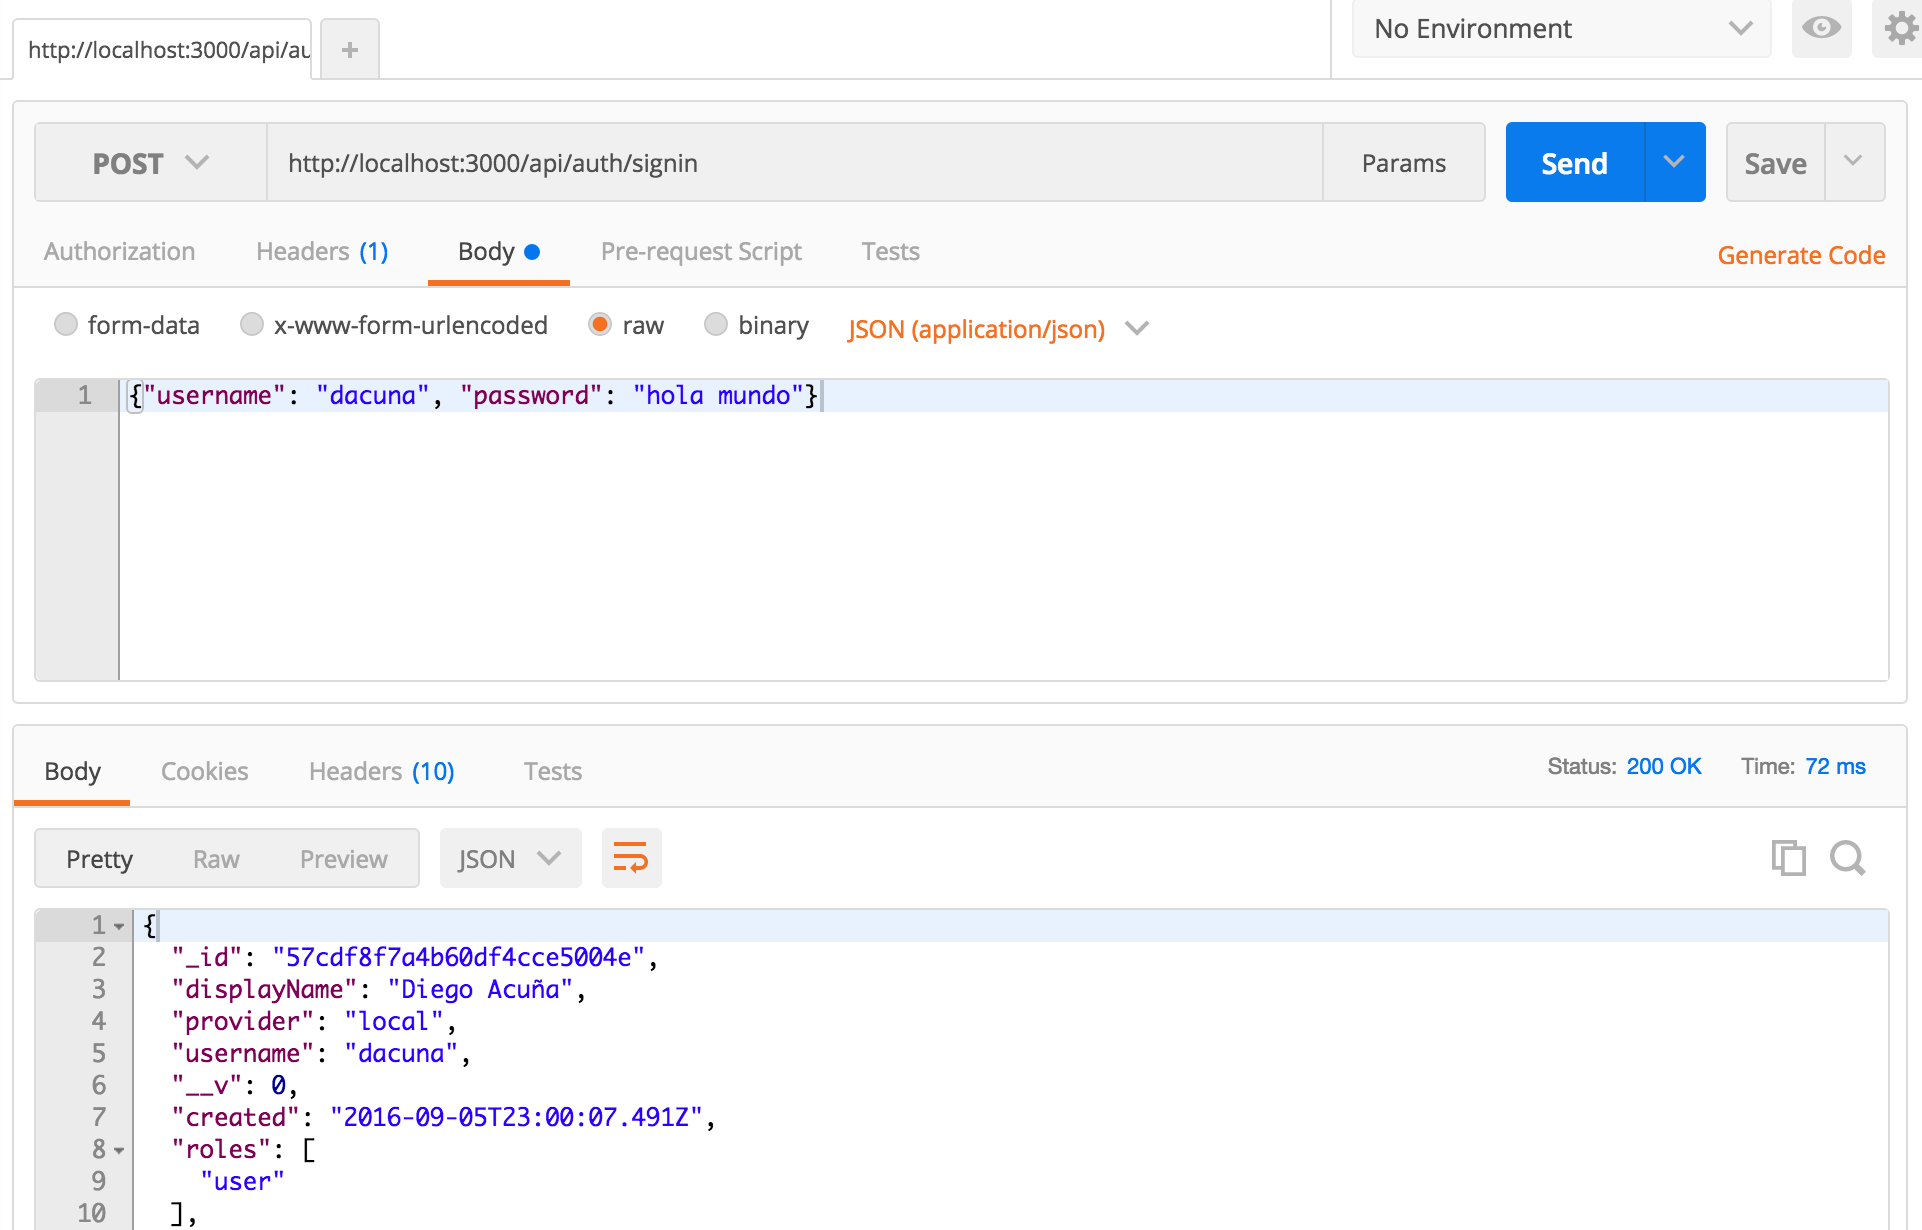 http://localhost:3000/api/au +
No Environment
POST http://localhost:3000/api/auth/signin Params Send Save
Authorization Headers (1) Body Pre-request Script Tests Generate Code
form-data x-www-form-urlencoded raw binary JSON (application/json)
1 {"username": "dacuna", "password": "hola mundo"}
Body Cookies Headers (10) Tests Status: 200 OK Time: 72 ms
Pretty Raw Preview JSON
1 {
2 "_id": "57cdf8f7a4b60df4cce5004e",
3 "displayName": "Diego Acuña",
4 "provider": "local",
5 "username": "dacuna",
6 "__v": 0,
7 "created": "2016-09-05T23:00:07.491Z",
8 "roles": [
9 "user"
10 ],